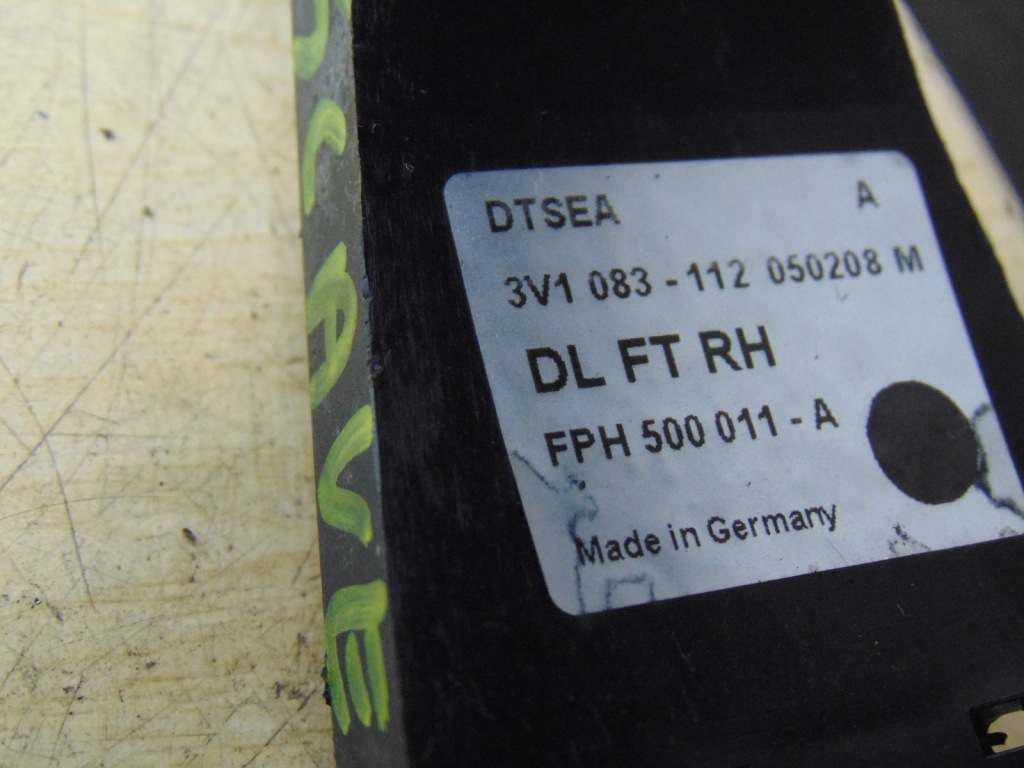 DTSEA A
3V1 083 - 112 050208 M
DL FT RH
FPH 500 011 - A
Made in Germany